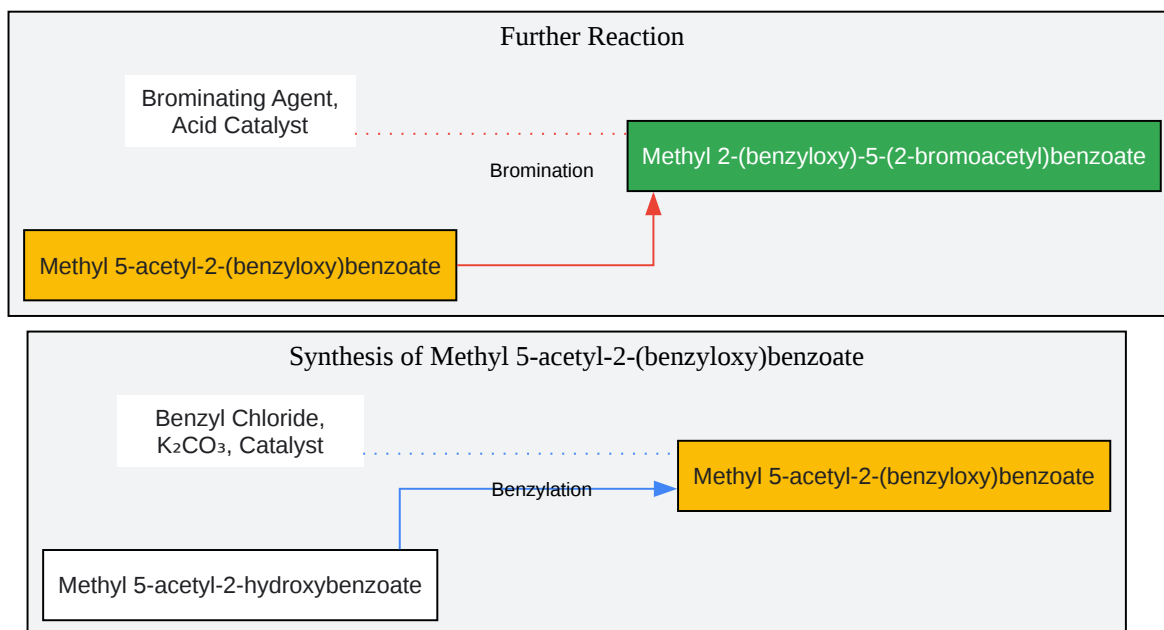 Further Reaction
Brominating Agent,
Acid Catalyst
Bromination
Methyl 2-(benzyloxy)-5-(2-bromoacetyl)benzoate
Methyl 5-acetyl-2-(benzyloxy)benzoate
Synthesis of Methyl 5-acetyl-2-(benzyloxy)benzoate
Benzyl Chloride,
K₂CO₃, Catalyst
Benzylation
Methyl 5-acetyl-2-(benzyloxy)benzoate
Methyl 5-acetyl-2-hydroxybenzoate